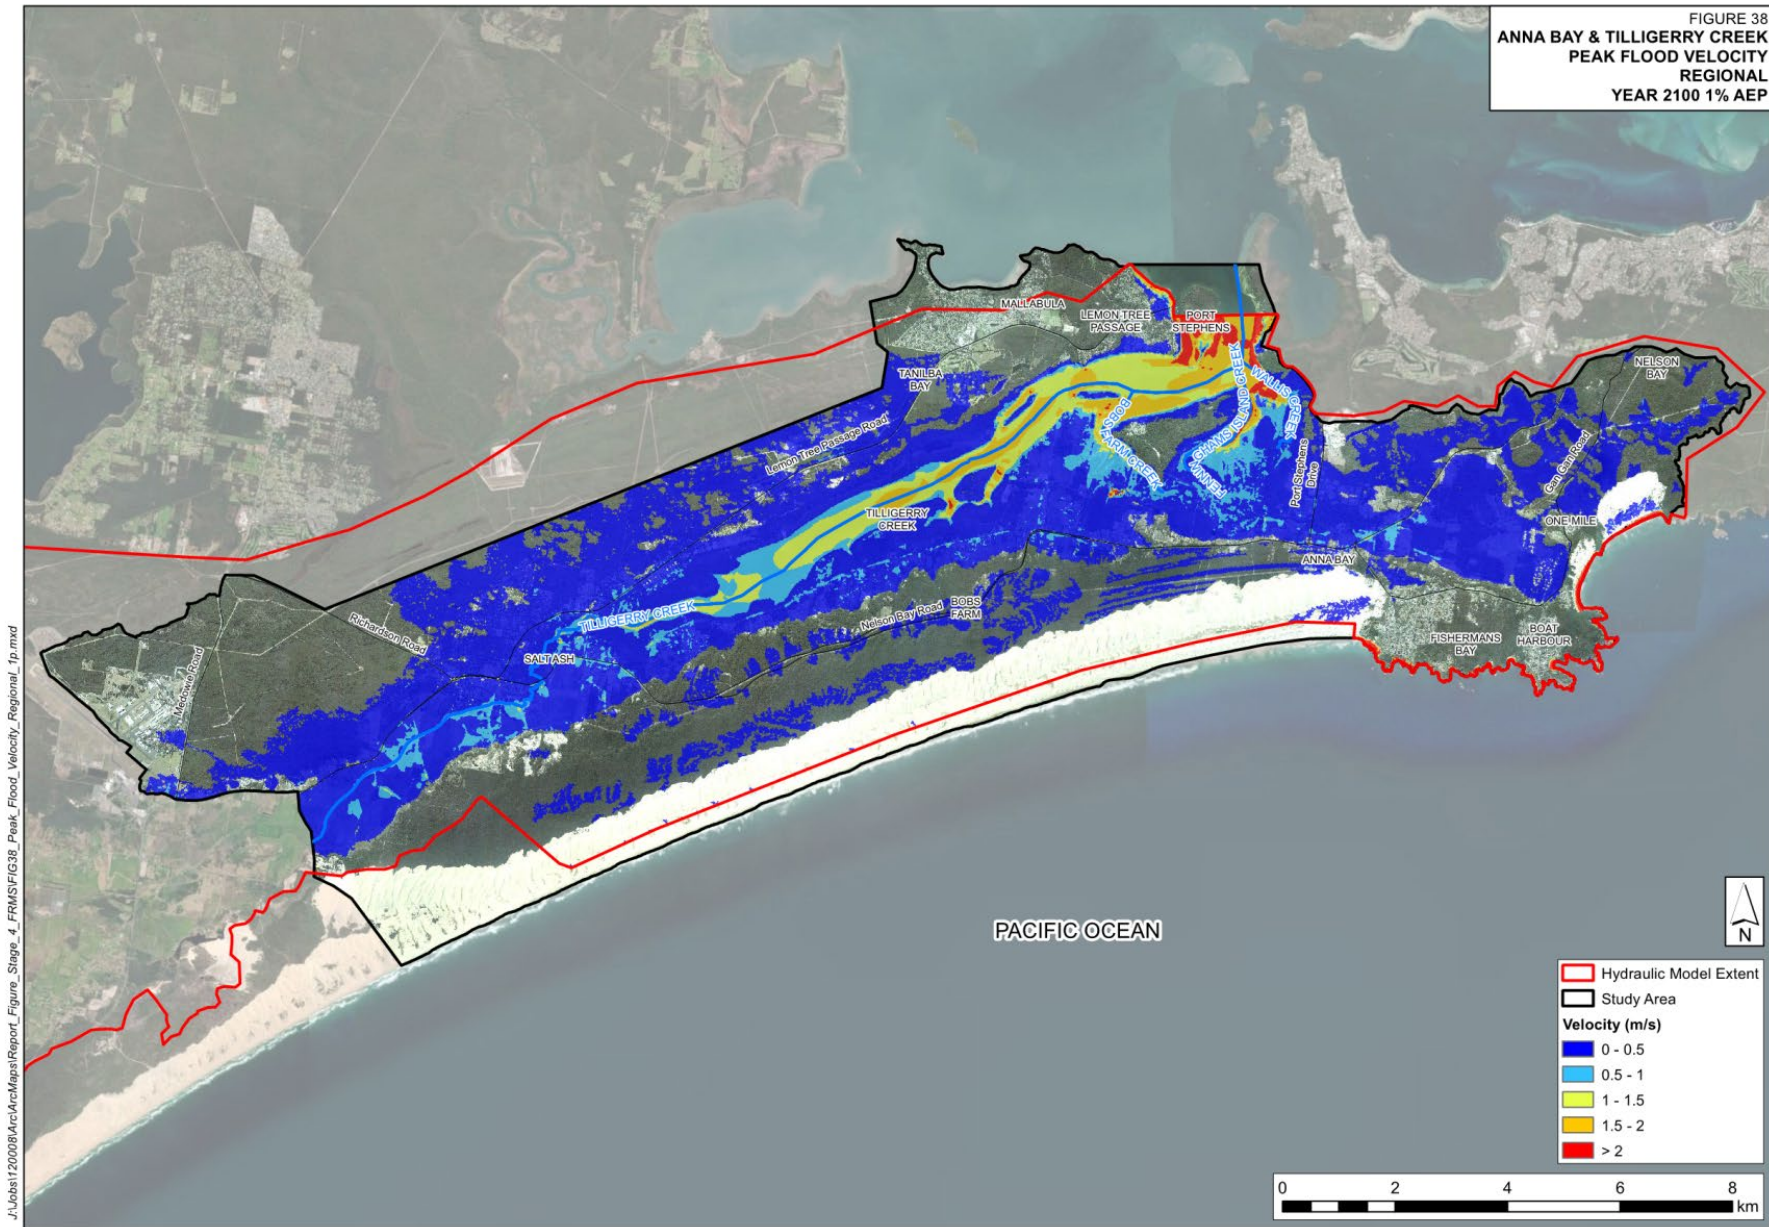 FIGURE 38
ANNA BAY & TILLIGERRY CREEK
PEAK FLOOD VELOCITY
REGIONAL
YEAR 2100 1% AEP
MALLABULA
LEMON TREE
PASSAGE
PORT
STEPHENS
TANILBA
BAY
NELSON
BAY
WALLIS CREEK
BOBS FARM CREEK
FENNINGHAMS ISLAND CREEK
Lemon Tree Passage Road
Port Stephens
Drive
Gan Gan Road
TILLIGERRY
CREEK
ONE MILE
ANNA BAY
TILLIGERRY CREEK
Nelson Bay Road
BOBS
FARM
Richardson Road
SALT ASH
FISHERMANS
BAY
BOAT
HARBOUR
Medowie Road
PACIFIC OCEAN
N
Hydraulic Model Extent
Study Area
Velocity (m/s)
0 - 0.5
0.5 - 1
1 - 1.5
1.5 - 2
> 2
0 2 4 6 8
km
J:\Jobs\120008\Arc\ArcMaps\Report_Figure_Stage_4_FRMS\FIG38_Peak_Flood_Velocity_Regional_1p.mxd